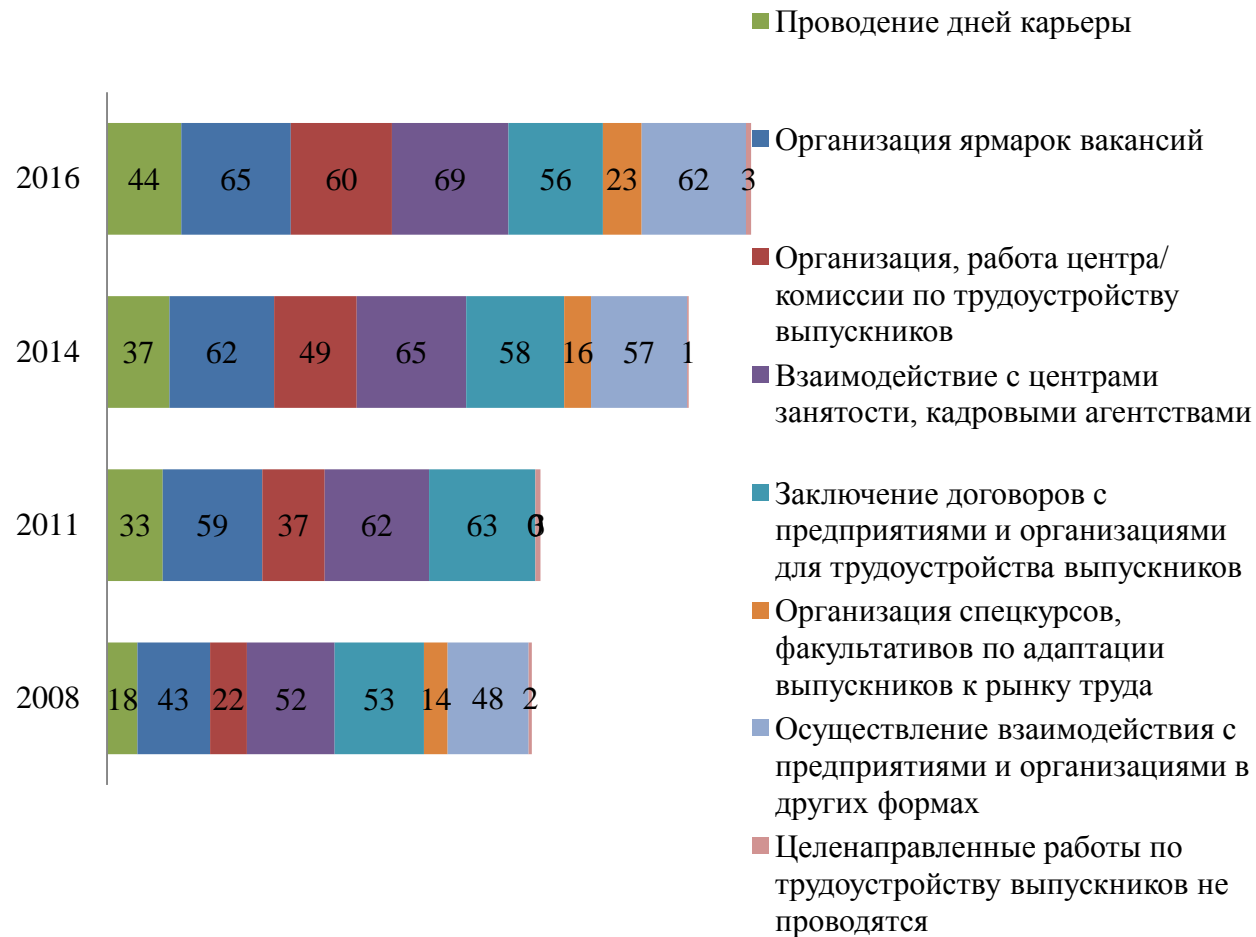 Проводение дней карьеры
Организация ярмарок вакансий
Организация, работа центра/
комиссии по трудоустройству
выпускников
Взаимодействие с центрами
занятости, кадровыми агентствами
Заключение договоров с
предприятиями и организациями
для трудоустройства выпускников
Организация спецкурсов,
факультативов по адаптации
выпускников к рынку труда
Осуществление взаимодействия с
предприятиями и организациями в
других формах
Целенаправленные работы по
трудоустройству выпускников не
проводятся
2016 44 65 60 69 56 23 62 3
2014 37 62 49 65 58 16 57 1
2011 33 59 37 62 63 0 3
2008 18 43 22 52 53 14 48 2